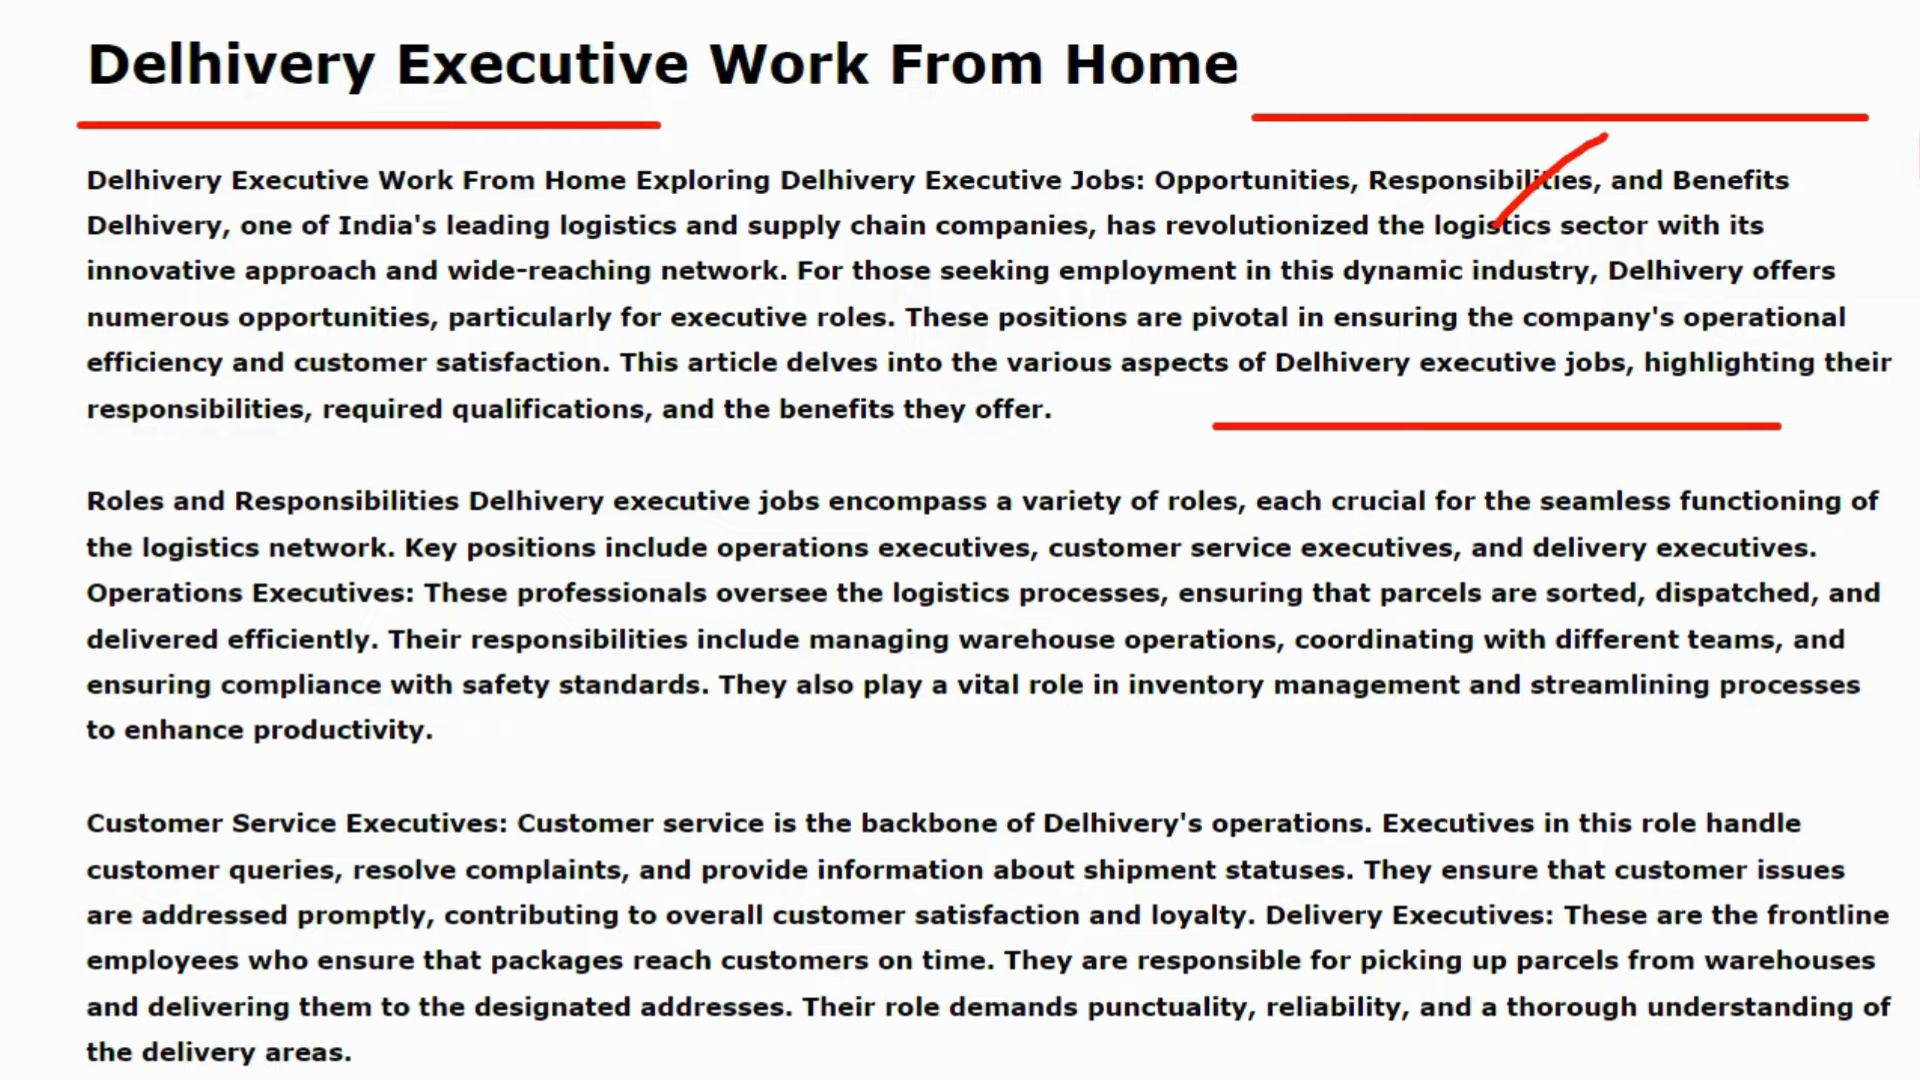 Delhivery Executive Work From Home
Delhivery Executive Work From Home Exploring Delhivery Executive Jobs: Opportunities, Responsibilities, and Benefits
Delhivery, one of India's leading logistics and supply chain companies, has revolutionized the logistics sector with its
innovative approach and wide-reaching network. For those seeking employment in this dynamic industry, Delhivery offers
numerous opportunities, particularly for executive roles. These positions are pivotal in ensuring the company's operational
efficiency and customer satisfaction. This article delves into the various aspects of Delhivery executive jobs, highlighting their
responsibilities, required qualifications, and the benefits they offer.
Roles and Responsibilities Delhivery executive jobs encompass a variety of roles, each crucial for the seamless functioning of
the logistics network. Key positions include operations executives, customer service executives, and delivery executives.
Operations Executives: These professionals oversee the logistics processes, ensuring that parcels are sorted, dispatched, and
delivered efficiently. Their responsibilities include managing warehouse operations, coordinating with different teams, and
ensuring compliance with safety standards. They also play a vital role in inventory management and streamlining processes
to enhance productivity.
Customer Service Executives: Customer service is the backbone of Delhivery's operations. Executives in this role handle
customer queries, resolve complaints, and provide information about shipment statuses. They ensure that customer issues
are addressed promptly, contributing to overall customer satisfaction and loyalty. Delivery Executives: These are the frontline
employees who ensure that packages reach customers on time. They are responsible for picking up parcels from warehouses
and delivering them to the designated addresses. Their role demands punctuality, reliability, and a thorough understanding of
the delivery areas.